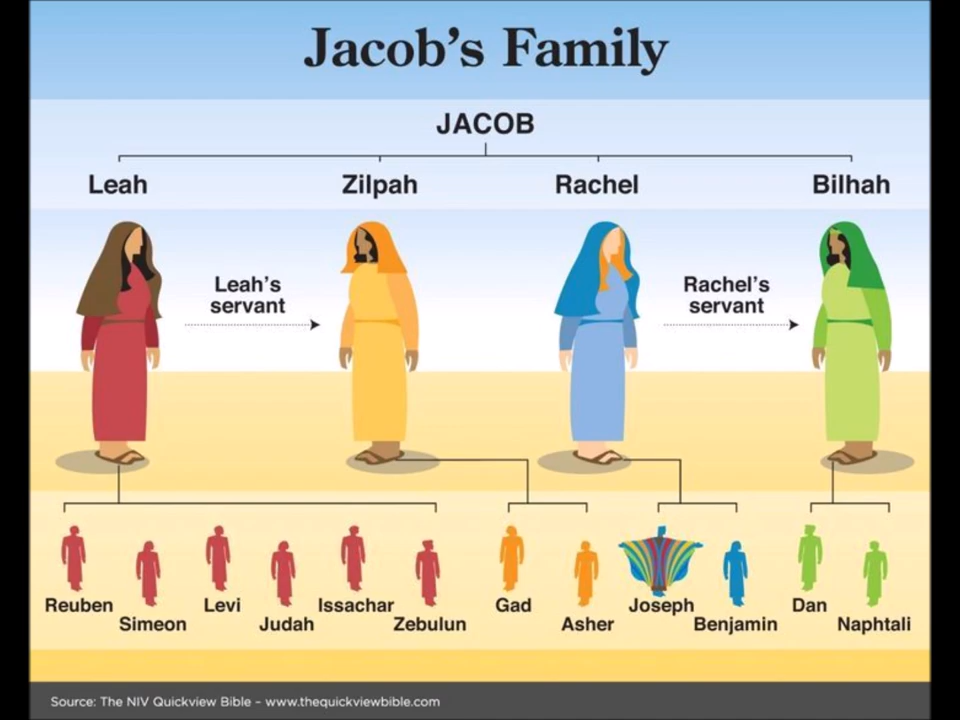 Jacob's Family
JACOB
Leah Zilpah Rachel Bilhah
Leah's
servant
Rachel's
servant
Reuben Levi Issachar Gad Joseph Dan
Simeon Judah Zebulun Asher Benjamin Naphtali
Source: The NIV Quickview Bible – www.thequickviewbible.com